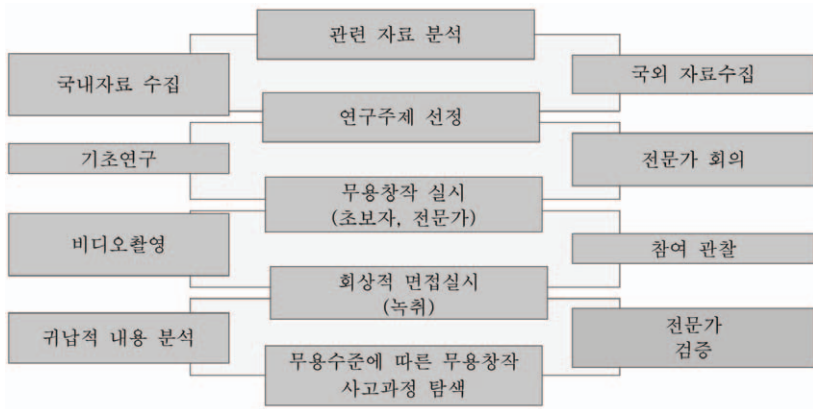 관련 자료 분석
국내자료 수집
국외 자료수집
연구주제 선정
기초연구
전문가 회의
무용창작 실시
(초보자, 전문가)
비디오촬영
참여 관찰
회상적 면접실시
(녹취)
귀납적 내용 분석
전문가
검증
무용수준에 따른 무용창작
사고과정 탐색